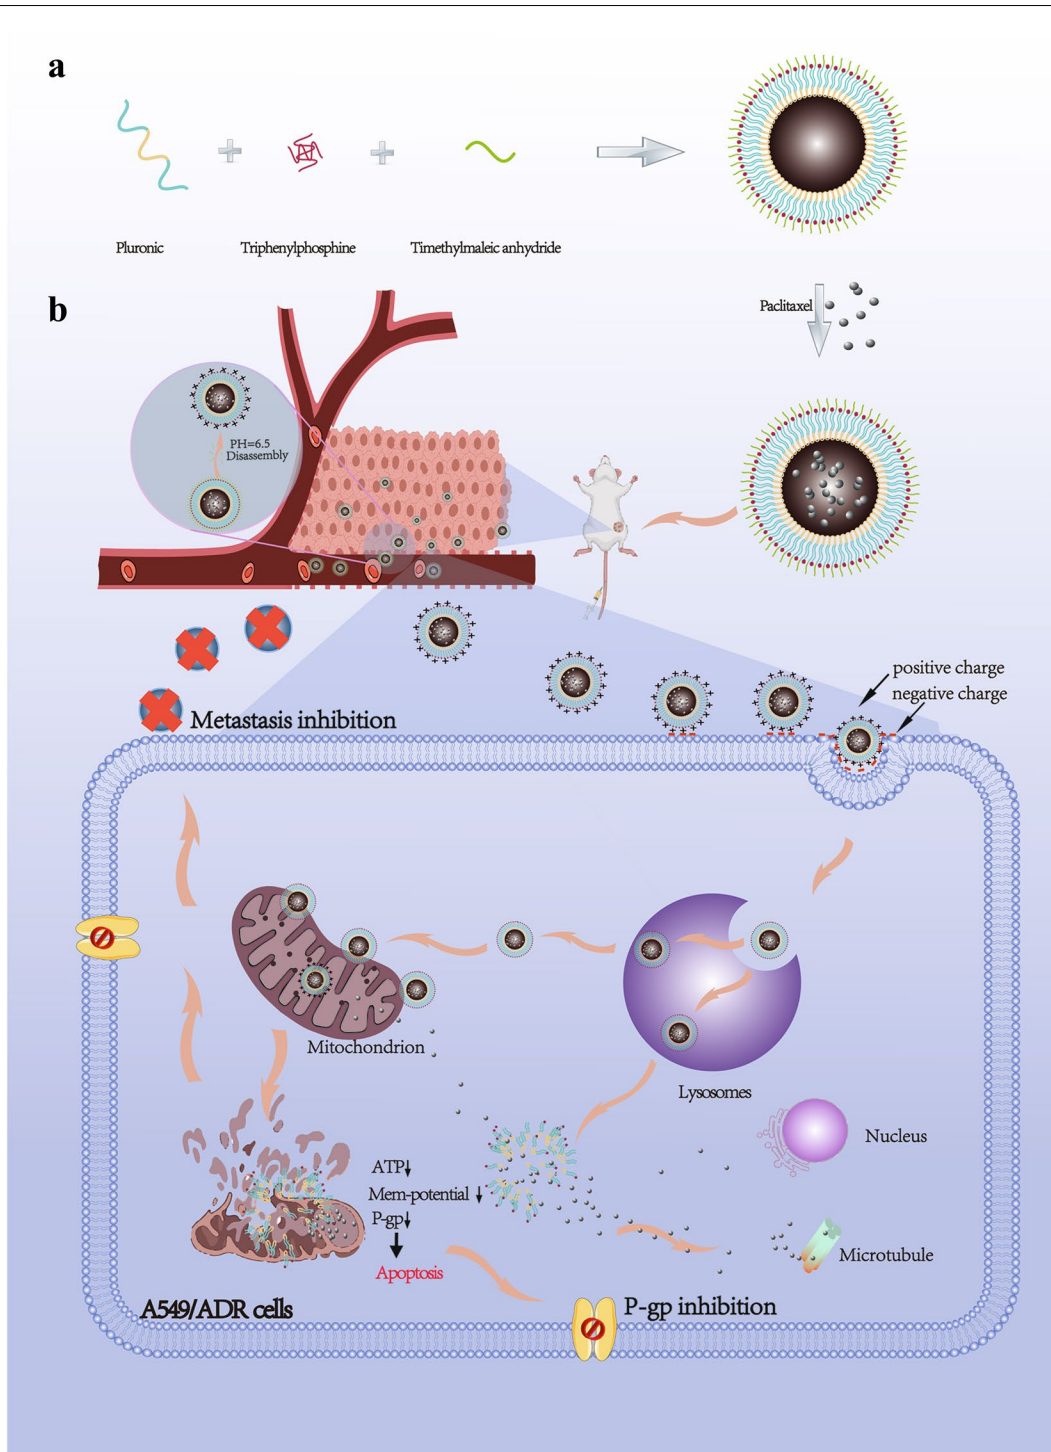 a
Pluronic
Triphenylphosphine
Timethylmaleic anhydride
Paclitaxel
b
PH=6.5
Disassembly
positive charge
negative charge
Metastasis inhibition
Mitochondrion
Lysosomes
Nucleus
ATP↓
Mem-potential ↓
P-gp↓
Apoptosis
Microtubule
A549/ADR cells
P-gp inhibition